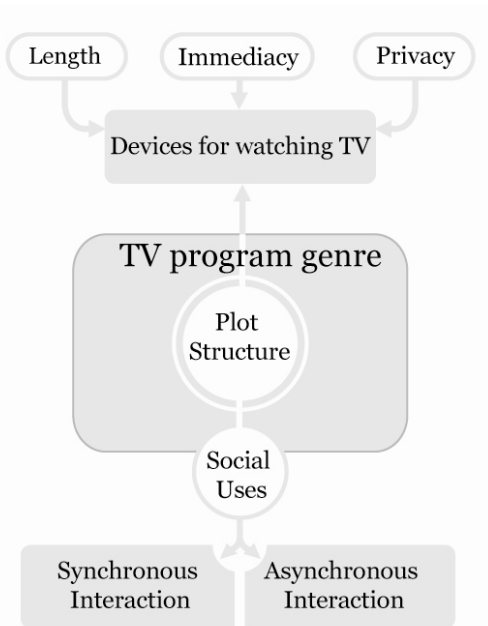 Length
Immediacy
Privacy
Devices for watching TV
TV program genre
Plot
Structure
Social
Uses
Synchronous
Interaction
Asynchronous
Interaction